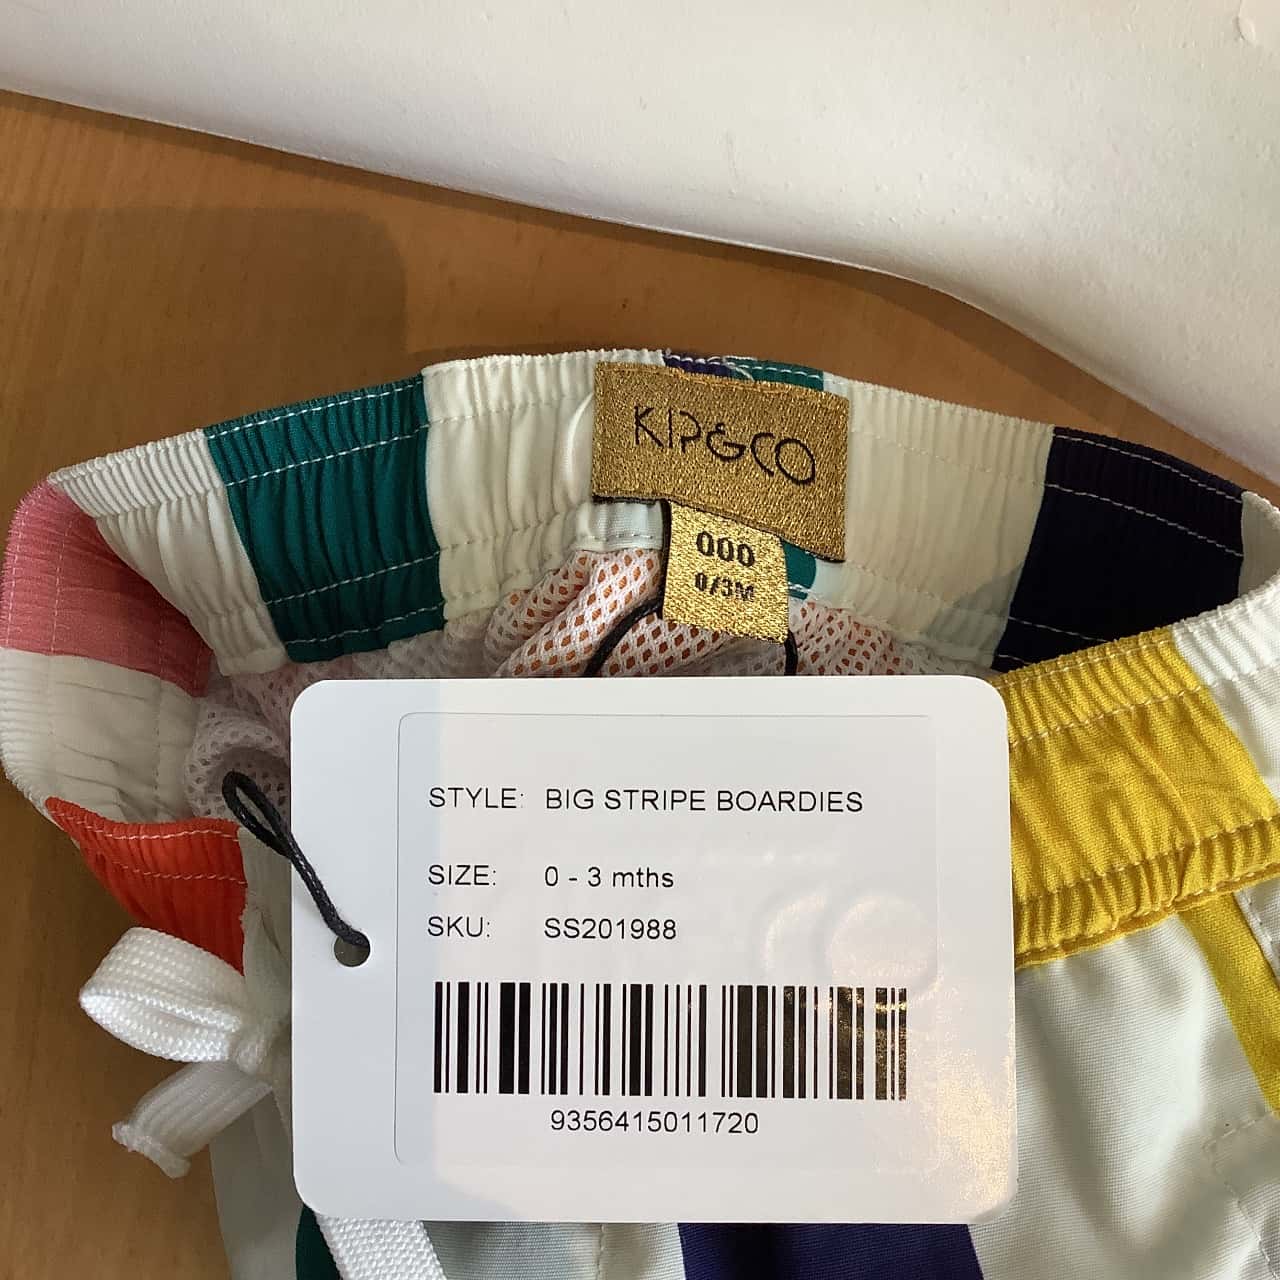 KIP&CO
000
0/3M
STYLE: BIG STRIPE BOARDIES
SIZE: 0 - 3 mths
SKU: SS201988
9356415011720